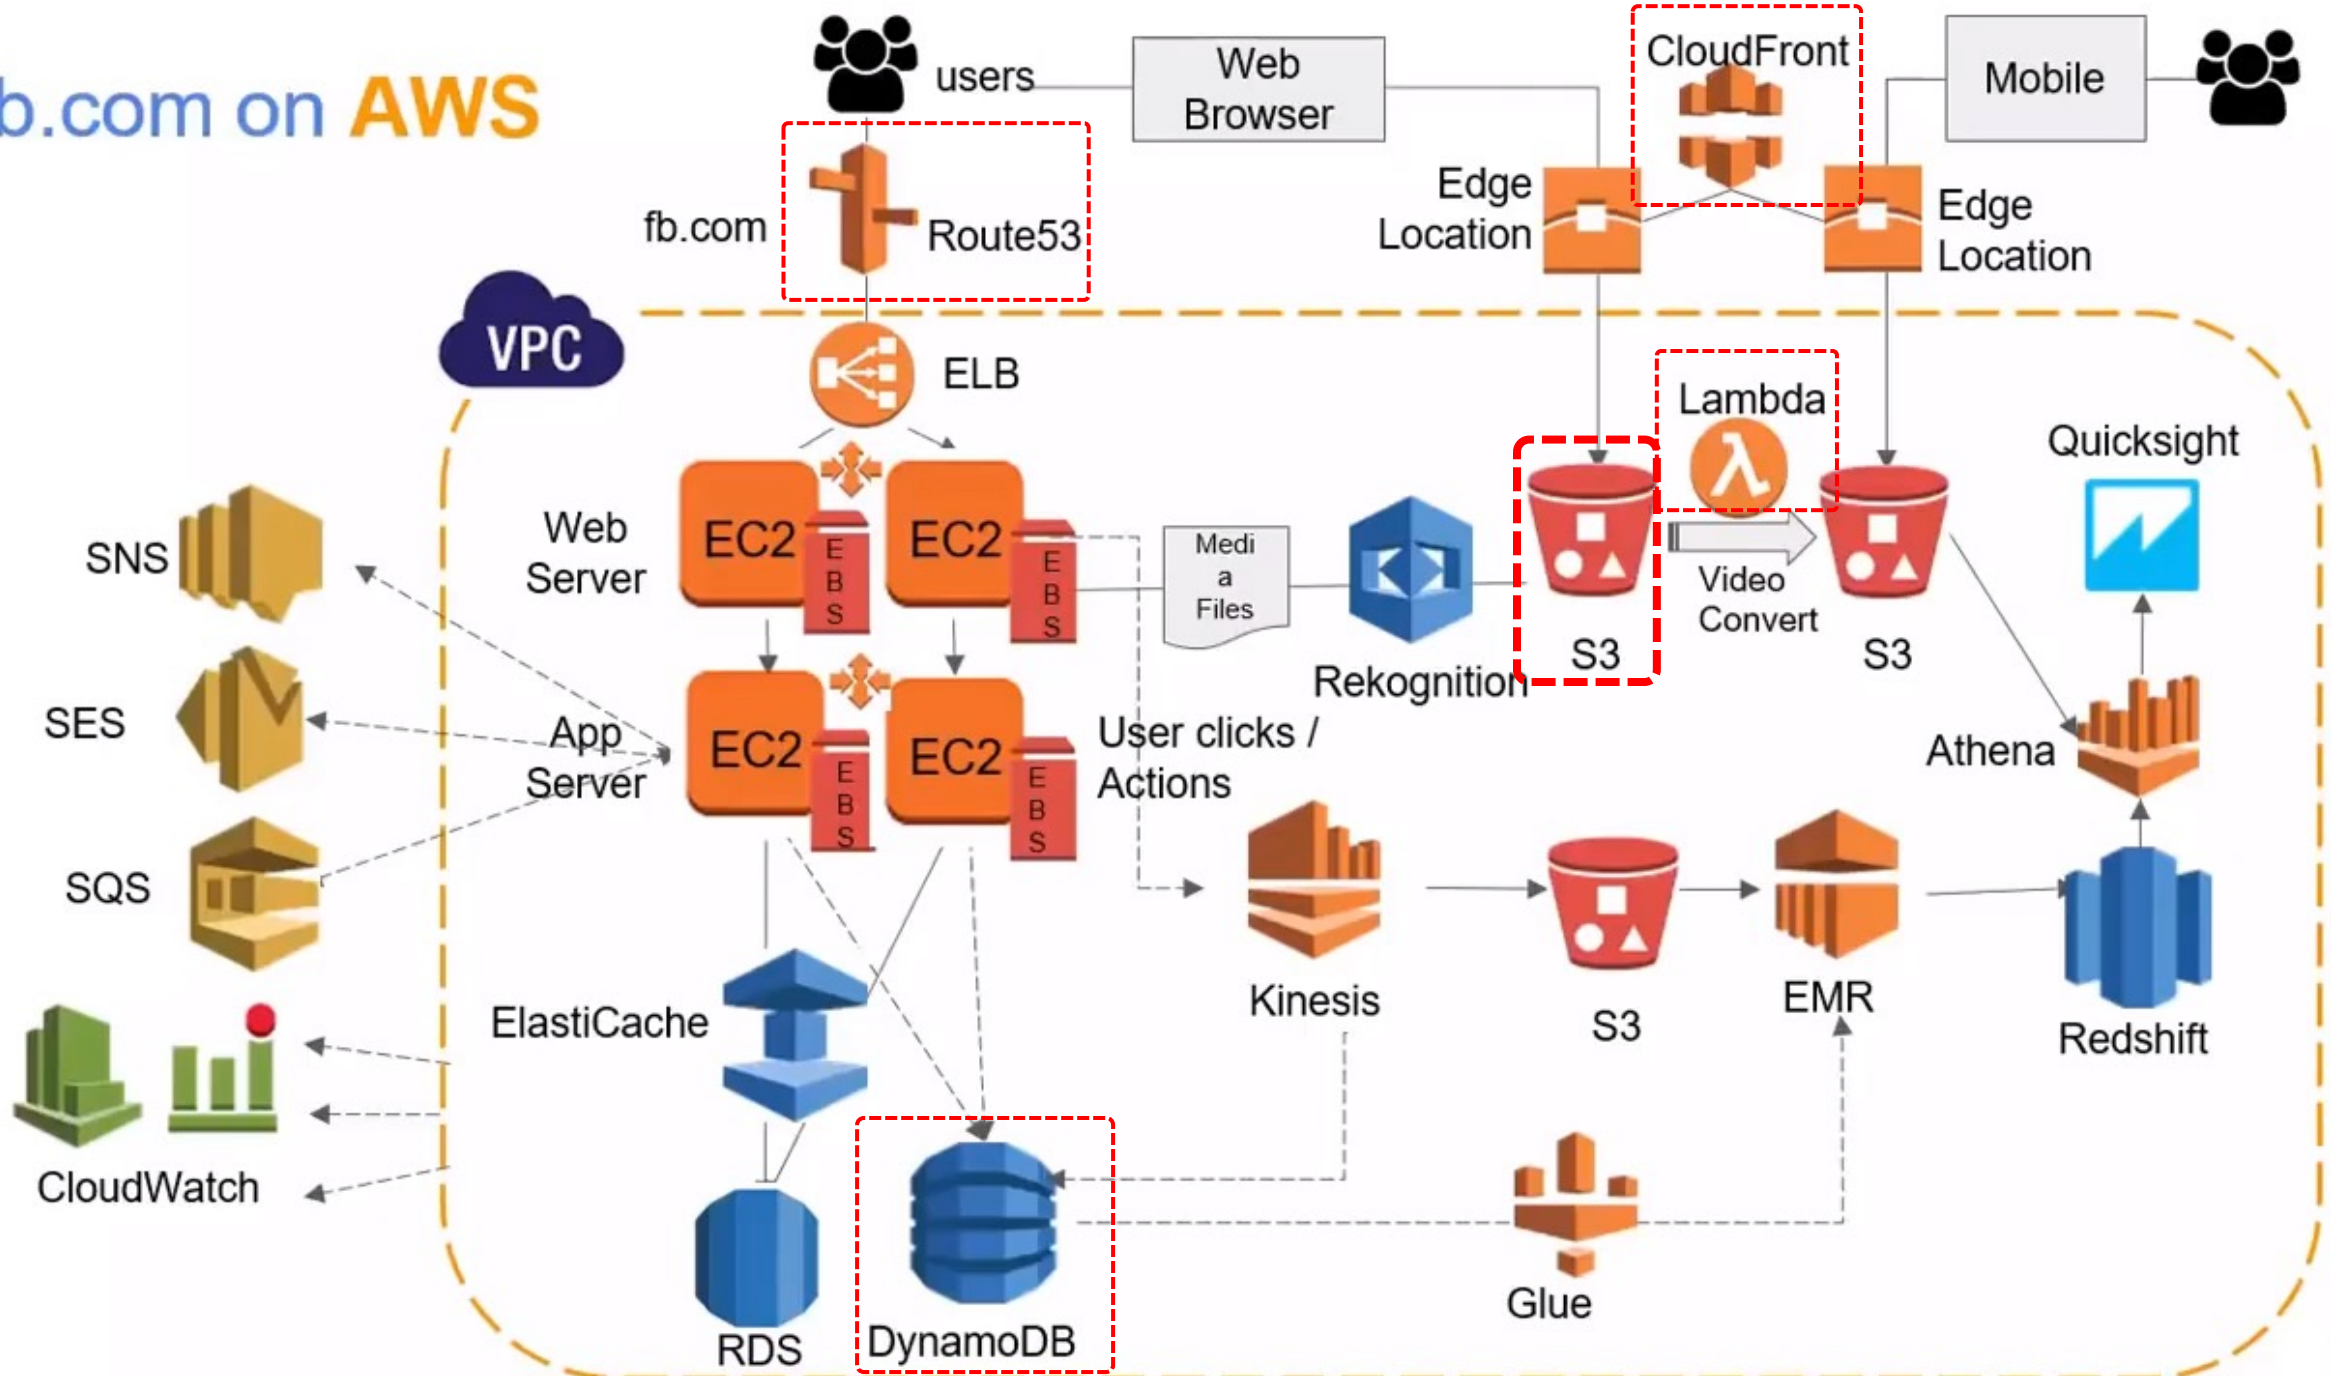 b.com on AWS
users
Web
Browser
CloudFront
Mobile
fb.com
Route53
Edge
Location
Edge
Location
VPC
ELB
Lambda
Quicksight
Web
Server
EC2
E
B
S
EC2
E
B
S
Medi
a
Files
Rekognition
S3
Video
Convert
S3
SNS
SES
SQS
App
Server
EC2
E
B
S
EC2
E
B
S
User clicks /
Actions
Athena
ElastiCache
Kinesis
S3
EMR
Redshift
CloudWatch
RDS
DynamoDB
Glue